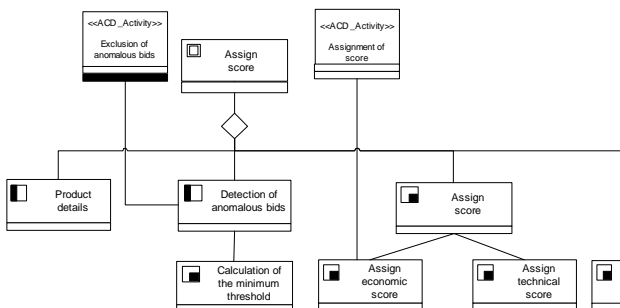 <<ACD_Activity>>
Exclusion of
anomalous bids
Assign
score
<<ACD_Activity>>
Assignment of
score
Product
details
Detection of
anomalous bids
Assign
score
Calculation of
the minimum
threshold
Assign
economic
score
Assign
technical
score